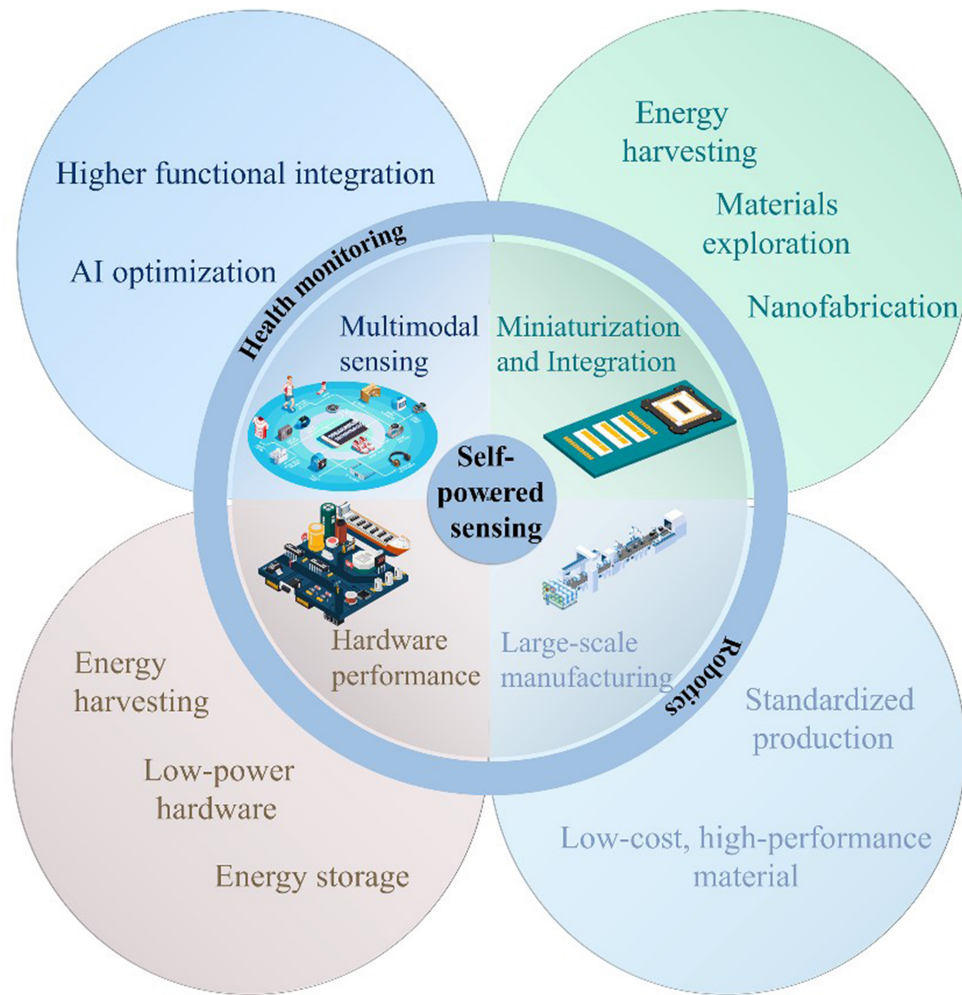 Higher functional integration
AI optimization
Energy
harvesting
Materials
exploration
Nanofabrication
Health monitoring
Multimodal
sensing
Miniaturization
and Integration
Self-
powered
sensing
Hardware
performance
Large-scale
manufacturing
Robotics
Energy
harvesting
Low-power
hardware
Energy storage
Standardized
production
Low-cost, high-performance
material